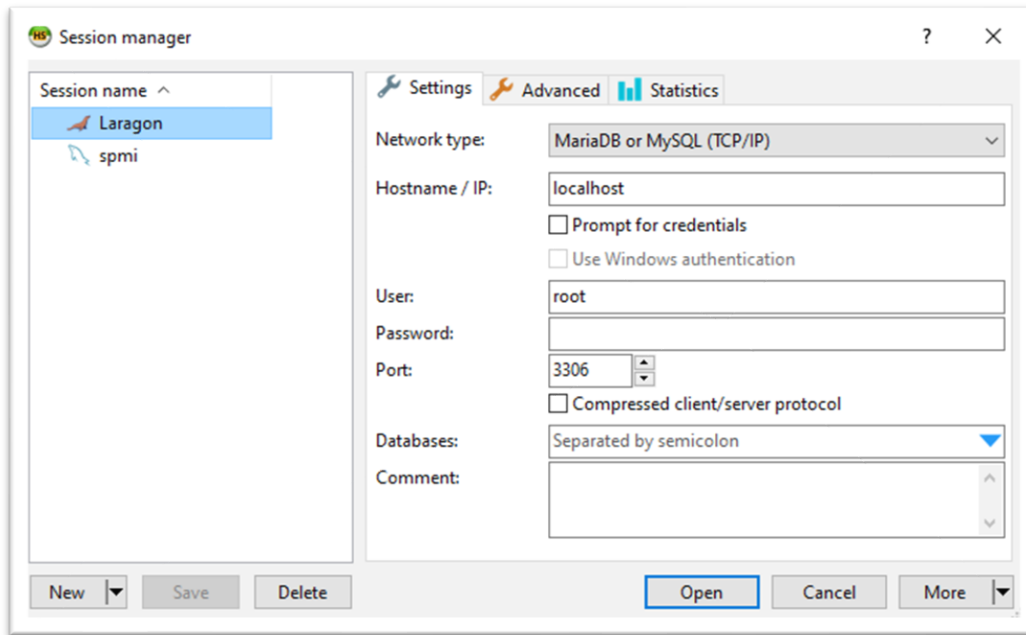 HS Session manager ?
Session name
Laragon
spmi
Settings Advanced Statistics
Network type: MariaDB or MySQL (TCP/IP)
Hostname / IP: localhost
Prompt for credentials
Use Windows authentication
User: root
Password:
Port: 3306
Compressed client/server protocol
Databases: Separated by semicolon
Comment:
New Save Delete Open Cancel More